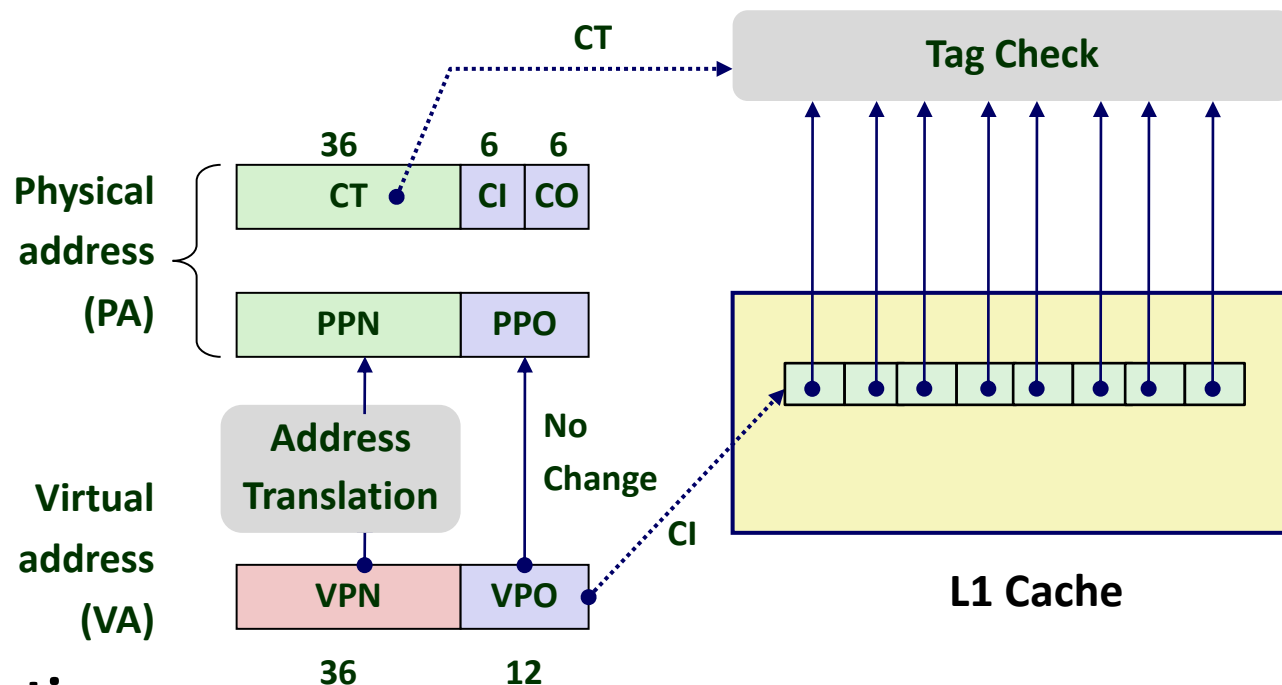 CT
Tag Check
36 6 6
Physical
address
(PA)
CT CI CO
PPN PPO
Address
Translation
No
Change
Virtual
address
(VA)
CI
VPN VPO
L1 Cache
36 12